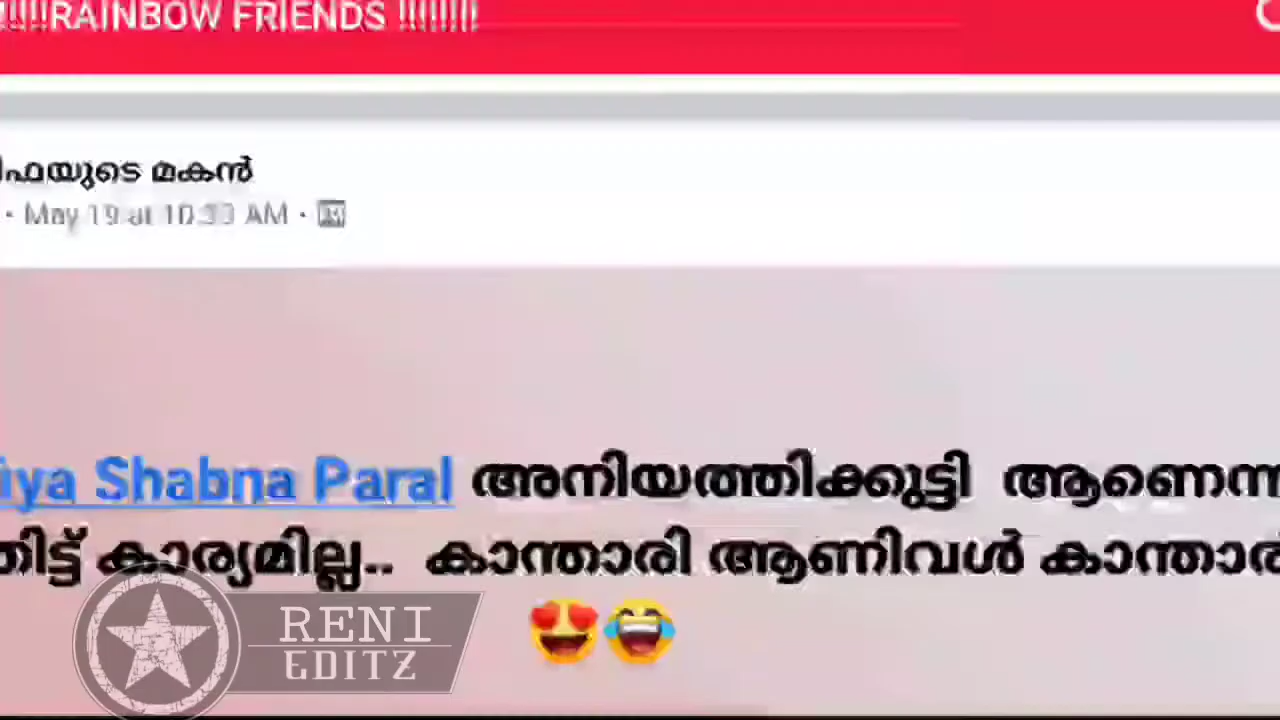 !!!!!RAINBOW FRIENDS !!!!!!!!
ിഫയുടെ മകൻ
· May 19 at 10:33 AM ·
iya Shabna Paral അനിയത്തിക്കുട്ടി ആണെന്ന
തിട്ട് കാര്യമില്ല.. കാന്താരി ആണിവൾ കാന്താരി
😍😂
RENI
EDITZ